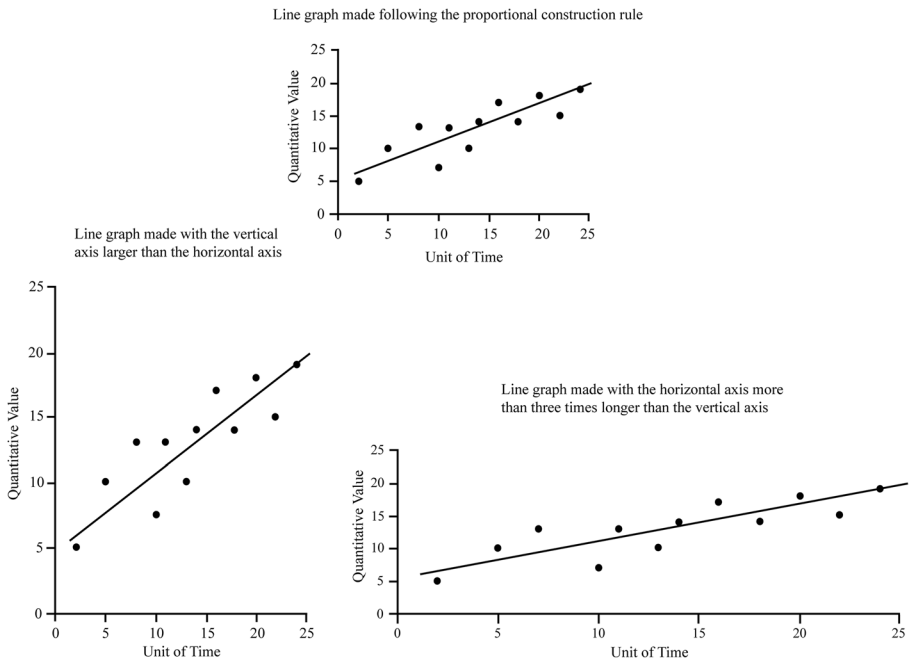 Line graph made following the proportional construction rule
25
20
15
10
5
0
Quantitative Value
0 5 10 15 20 25
Unit of Time
Line graph made with the vertical
axis larger than the horizontal axis
25
20
15
10
5
0
Quantitative Value
0 5 10 15 20 25
Unit of Time
Line graph made with the horizontal axis more
than three times longer than the vertical axis
25
20
15
10
5
0
Quantitative Value
0 5 10 15 20 25
Unit of Time